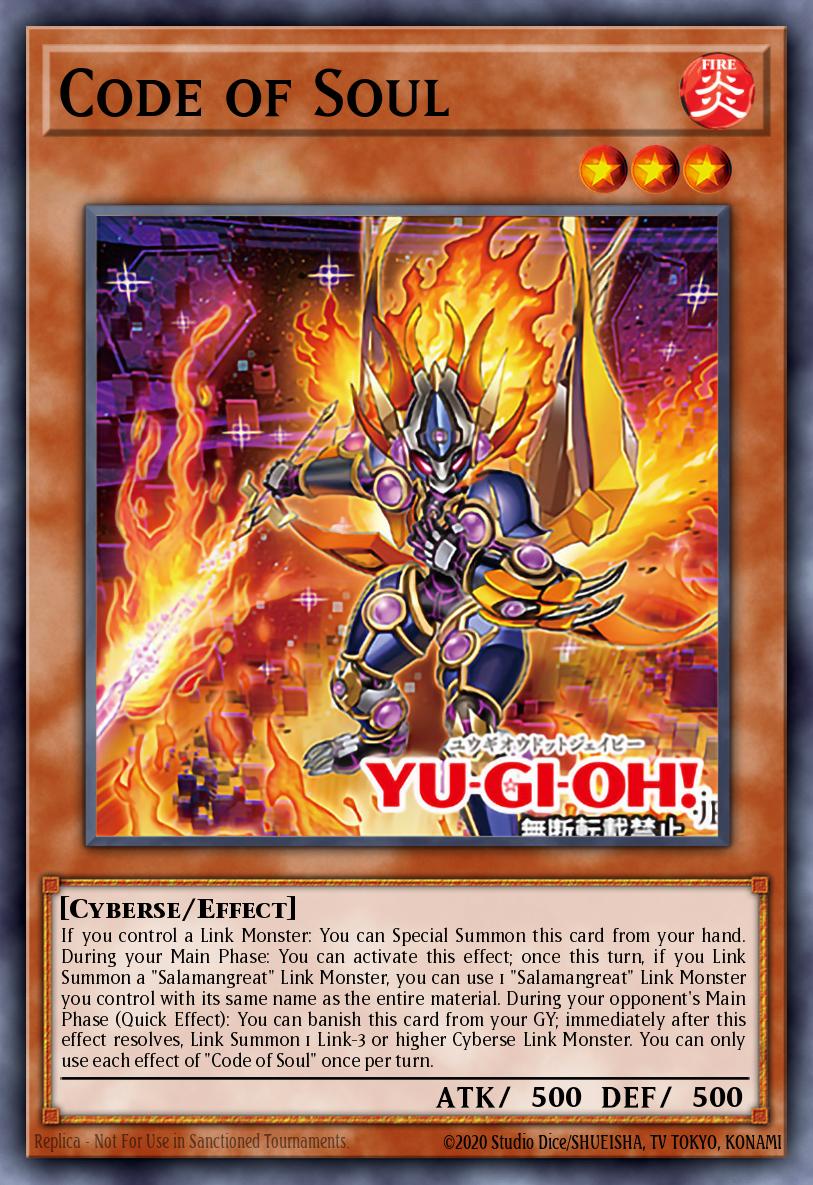 Code of Soul
FIRE
炎
ユウギオウドットジェイピー
YU-GI-OH!
.jp
無断転載禁止
[Cyberse/Effect]
If you control a Link Monster: You can Special Summon this card from your hand.
During your Main Phase: You can activate this effect; once this turn, if you Link
Summon a "Salamangreat" Link Monster, you can use 1 "Salamangreat" Link Monster
you control with its same name as the entire material. During your opponent's Main
Phase (Quick Effect): You can banish this card from your GY; immediately after this
effect resolves, Link Summon 1 Link-3 or higher Cyberse Link Monster. You can only
use each effect of "Code of Soul" once per turn.
ATK/ 500 DEF/ 500
Replica - Not For Use in Sanctioned Tournaments.
©2020 Studio Dice/SHUEISHA, TV TOKYO, KONAMI